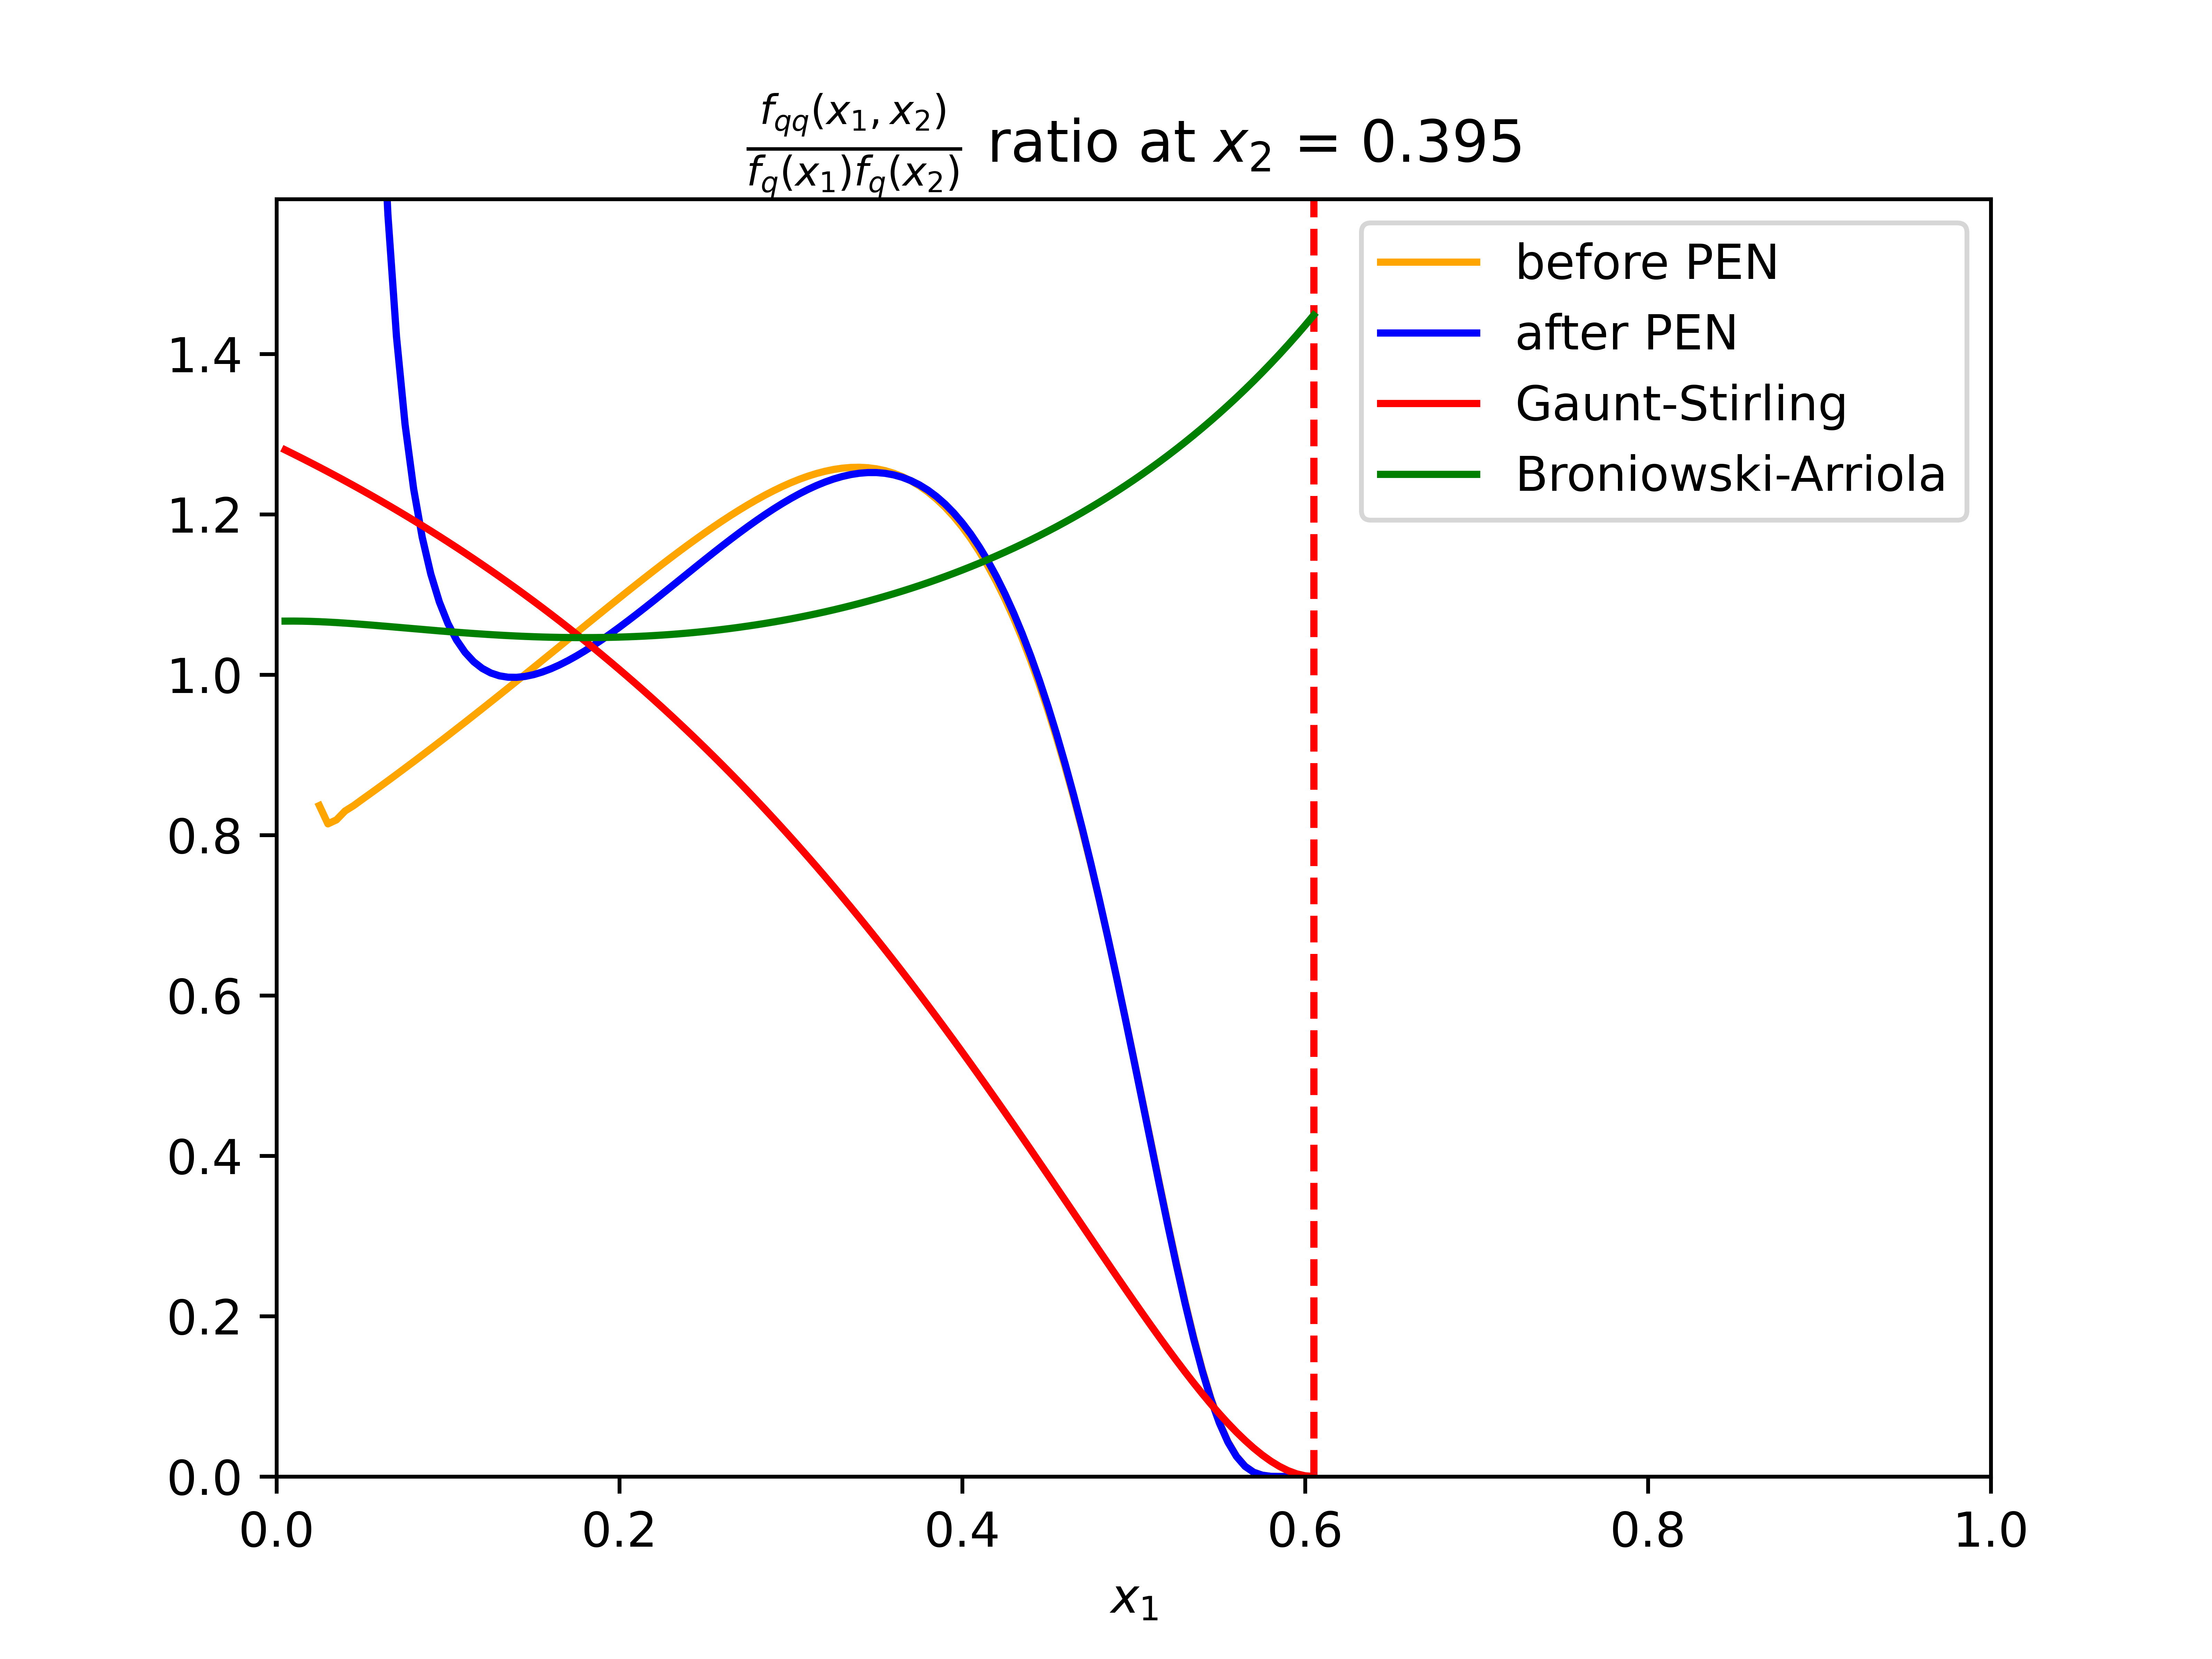 f_{qq}(x_1, x_2)
f_q(x_1)f_q(x_2)
ratio at x_2 = 0.395
before PEN
after PEN
Gaunt-Stirling
Broniowski-Arriola
1.4
1.2
1.0
0.8
0.6
0.4
0.2
0.0
0.0 0.2 0.4 0.6 0.8 1.0
x_1